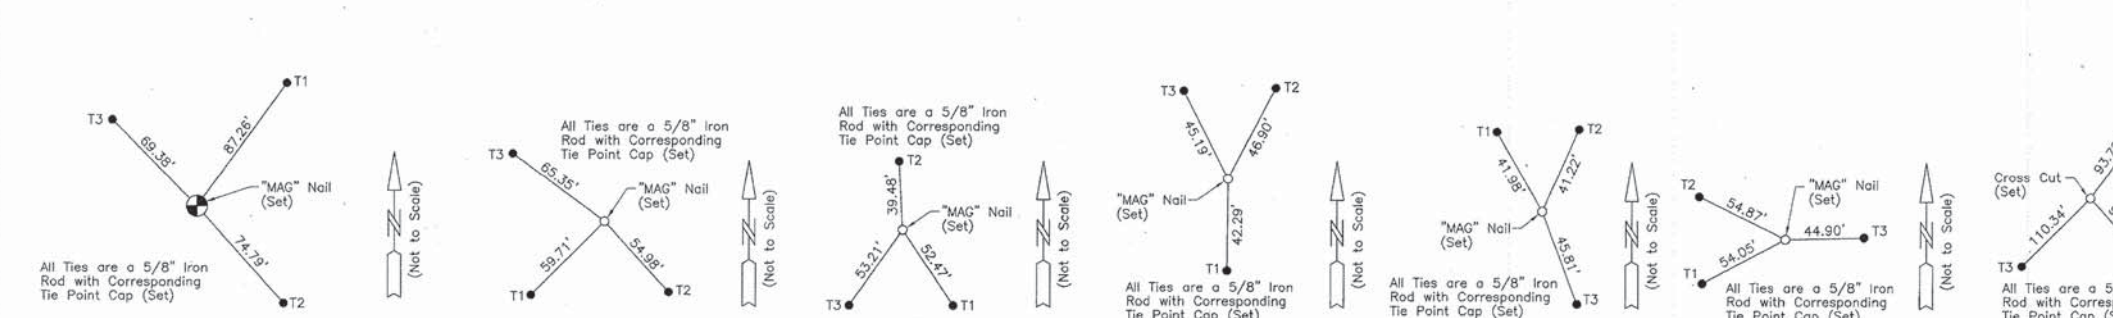 T1
T3
87.26'
69.38'
"MAG" Nail
(Set)
74.79'
All Ties are a 5/8" Iron
Rod with Corresponding
Tie Point Cap (Set)
T2
N
(Not to Scale)
All Ties are a 5/8" Iron
Rod with Corresponding
Tie Point Cap (Set)
T3
65.35'
"MAG" Nail
(Set)
59.71'
54.98'
T1
T2
N
(Not to Scale)
All Ties are a 5/8" Iron
Rod with Corresponding
Tie Point Cap (Set)
T2
39.48'
"MAG" Nail
(Set)
53.21'
52.47'
T3
T1
N
(Not to Scale)
T3
T2
45.19'
46.90'
"MAG" Nail
(Set)
42.29'
T1
All Ties are a 5/8" Iron
Rod with Corresponding
Tie Point Cap (Set)
N
(Not to Scale)
T1
T2
41.98'
41.22'
"MAG" Nail
(Set)
45.81'
All Ties are a 5/8" Iron
Rod with Corresponding
Tie Point Cap (Set)
T3
N
(Not to Scale)
T2
54.87'
"MAG" Nail
(Set)
44.90'
T3
54.05'
T1
All Ties are a 5/8" Iron
Rod with Corresponding
Tie Point Cap (Set)
N
(Not to Scale)
Cross Cut
(Set)
110.34'
T3
All Ties are a
Rod with
Tie Point Cap